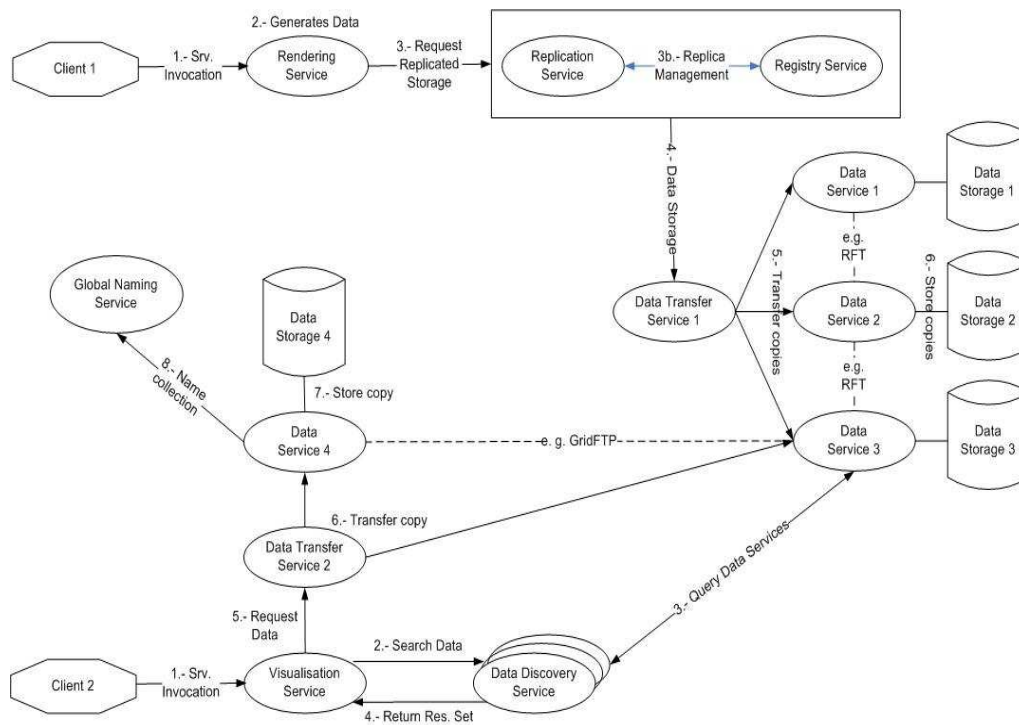 2.- Generates Data
Client 1
1.- Srv.
Invocation
Rendering
Service
3.- Request
Replicated
Storage
Replication
Service
3b.- Replica
Management
Registry Service
4.- Data Storage
Data
Service 1
Data
Storage 1
e.g.
RFT
5.- Transfer copies
6.- Store copies
Global Naming
Service
Data
Storage 4
Data Transfer
Service 1
Data
Service 2
Data
Storage 2
e.g.
RFT
8.- Name
collection
7.- Store copy
Data
Service 4
e. g. GridFTP
Data
Service 3
Data
Storage 3
6.- Transfer copy
Data Transfer
Service 2
3.- Query Data Services
5.- Request
Data
2.- Search Data
Client 2
1.- Srv.
Invocation
Visualisation
Service
Data Discovery
Service
4.- Return Res. Set